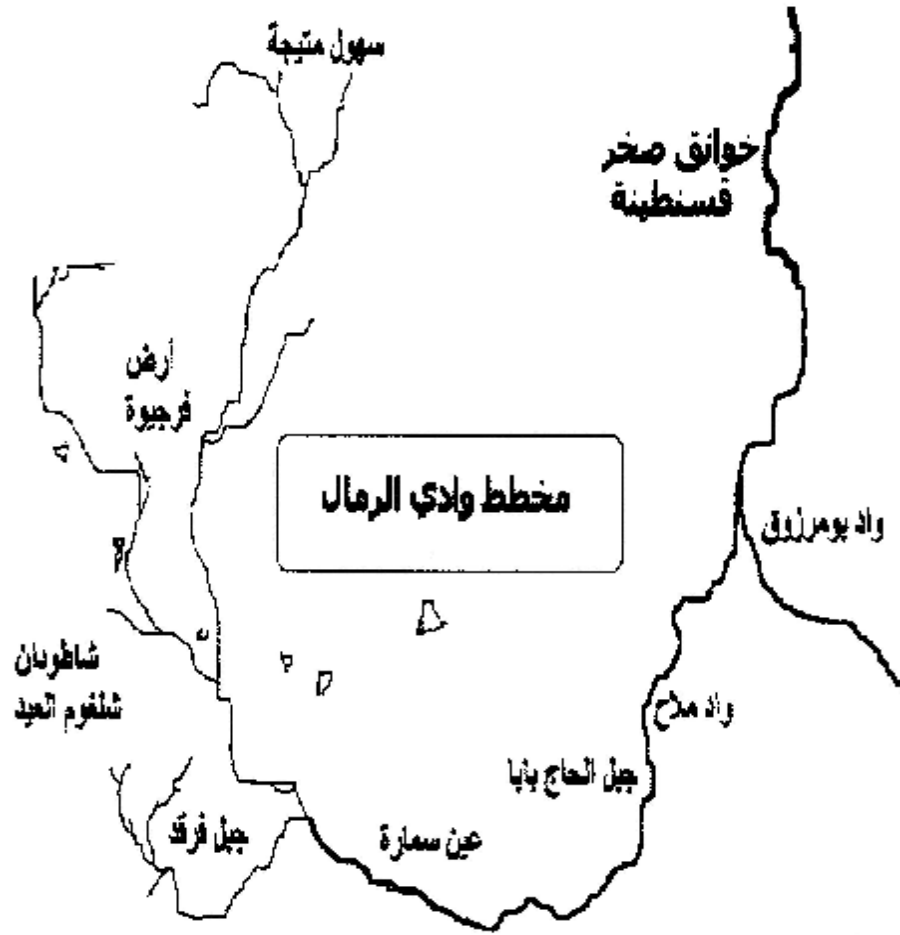 سهول متيجة
خوانق صخر
قسنطينة
أرض
فرجيوة
مخطط وادي الرمال
واد بومرزوق
شاطودان
شلغوم العيد
واد ملاح
جبل الحاج بابا
جبل فرقد
عين سمارة